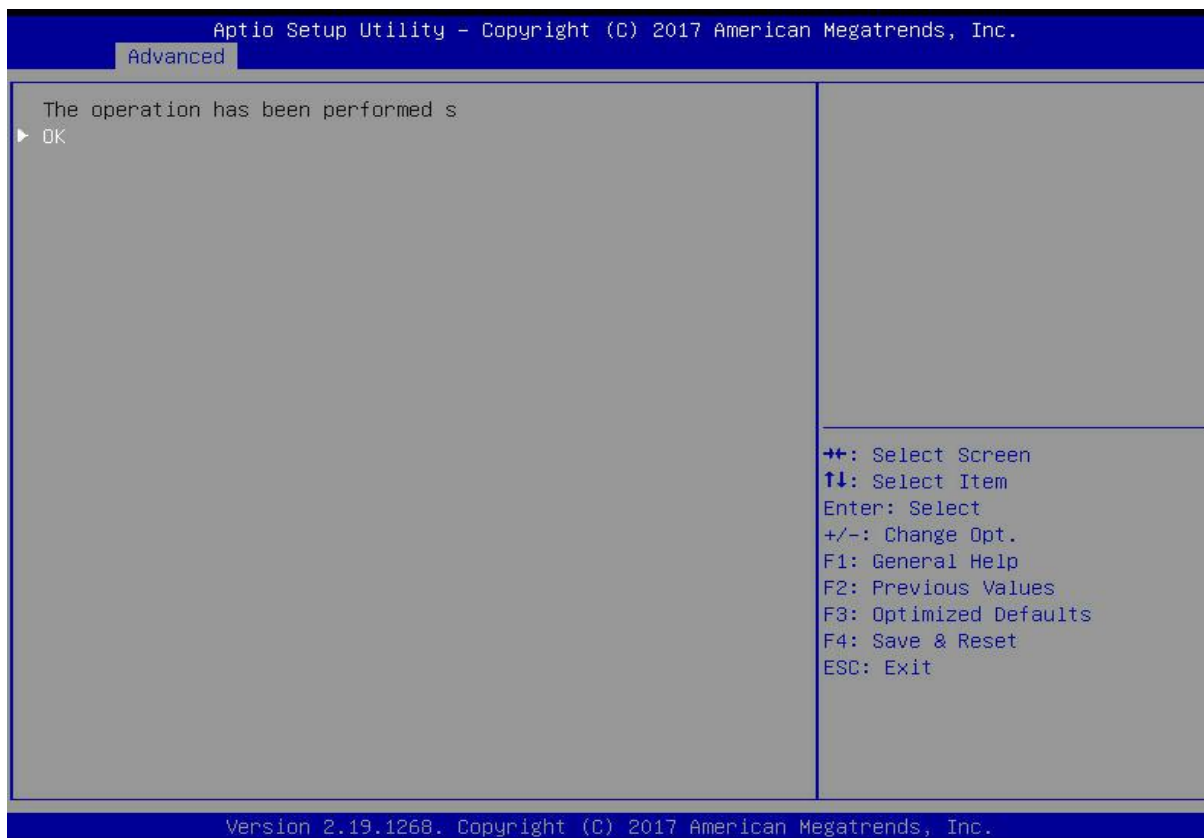 Aptio Setup Utility – Copyright (C) 2017 American Megatrends, Inc.
Advanced
The operation has been performed s
OK
→←: Select Screen
↑↓: Select Item
Enter: Select
+/-: Change Opt.
F1: General Help
F2: Previous Values
F3: Optimized Defaults
F4: Save & Reset
ESC: Exit
Version 2.19.1268. Copyright (C) 2017 American Megatrends, Inc.